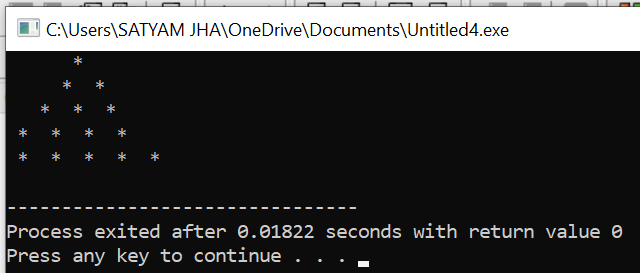 C:\Users\SATYAM JHA\OneDrive\Documents\Untitled4.exe
*
* *
* * *
* * * *
* * * * *
--------------------------------
Process exited after 0.01822 seconds with return value 0
Press any key to continue . . .